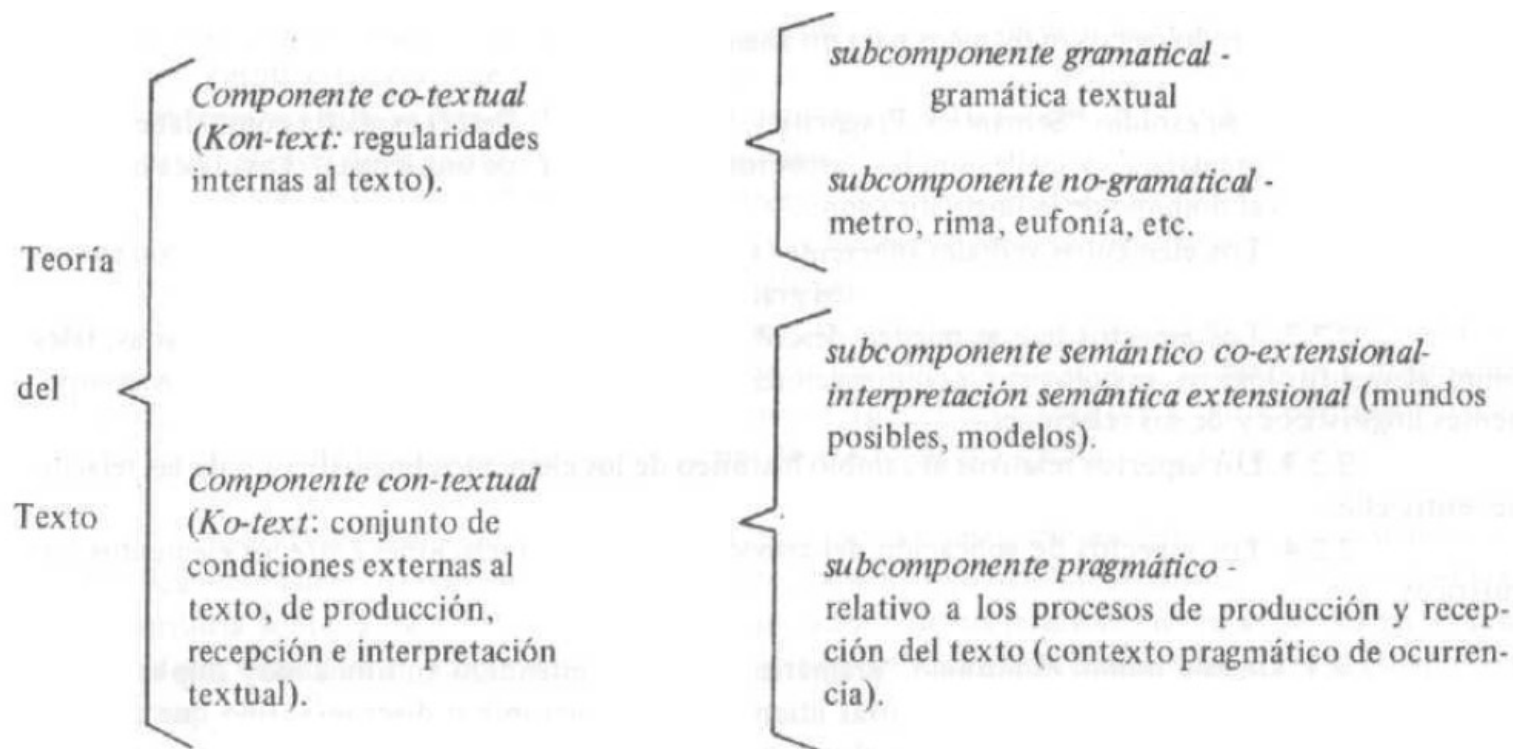 Teoría
del
Texto
Componente co-textual
(Kon-text: regularidades
internas al texto).
subcomponente gramatical -
gramática textual
subcomponente no-gramatical -
metro, rima, eufonía, etc.
Componente con-textual
(Ko-text: conjunto de
condiciones externas al
texto, de producción,
recepción e interpretación
textual).
subcomponente semántico co-extensional-
interpretación semántica extensional (mundos
posibles, modelos).
subcomponente pragmático -
relativo a los procesos de producción y recep-
ción del texto (contexto pragmático de ocurren-
cia).